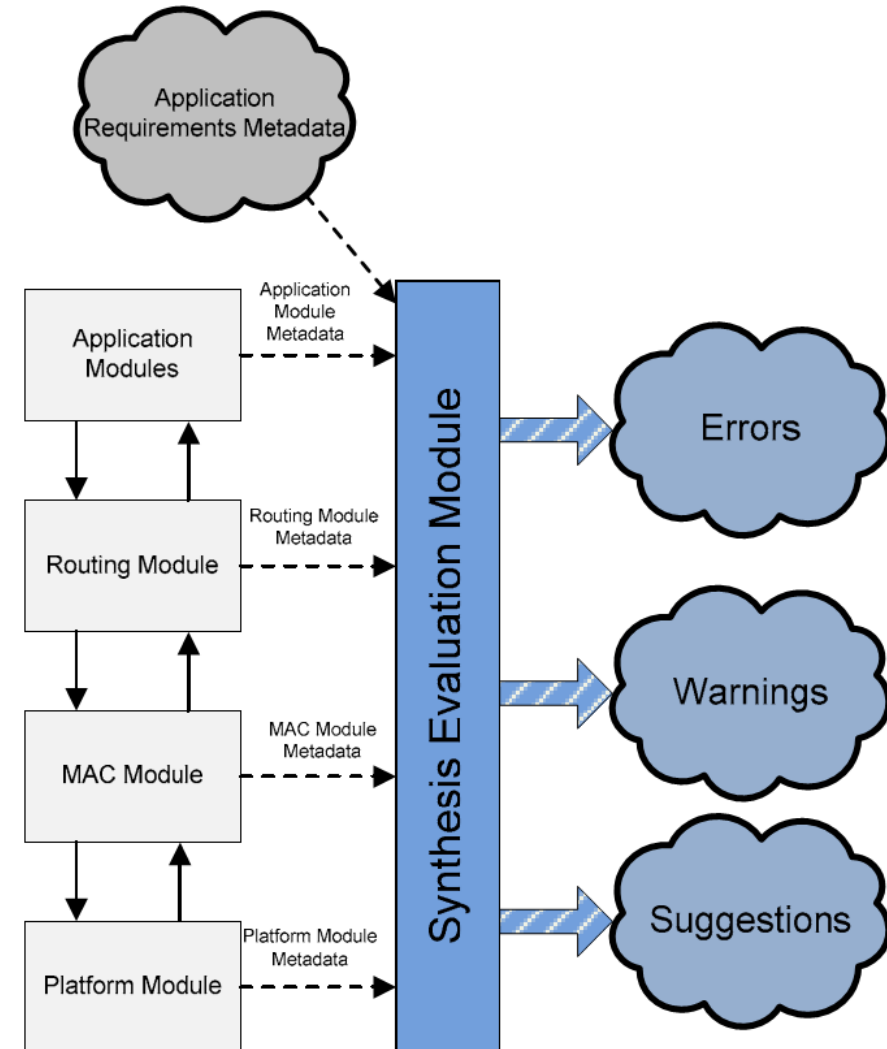 Application
Requirements Metadata
Application
Module
Metadata
Application
Modules
Routing Module
Metadata
Routing Module
MAC Module
Metadata
MAC Module
Platform Module
Metadata
Platform Module
Synthesis Evaluation Module
Errors
Warnings
Suggestions